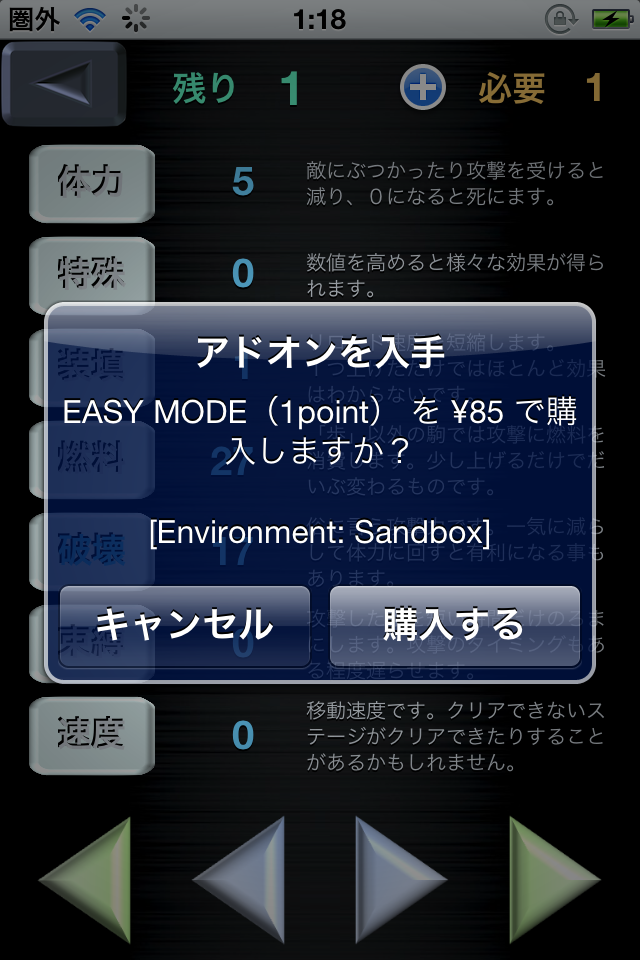 圏外 1:18
残り 1 必要 1
体力 5 敵にぶつかったり攻撃を受けると
減り、0になると死にます。
特殊 0 数値を高めると様々な効果が得ら
れます。
アドオンを入手
EASY MODE（1point） を ¥85 で購
入しますか？
[Environment: Sandbox]
キャンセル 購入する
装填 1
短縮します。
ではほとんど効果
はわからないです。
燃料 27
以外の駒では攻撃に燃料を
消費します。少し上げるだけでだ
いぶ変わるものです。
破壊 17
一気に減ら
して体力に回すと有利になる事も
あります。
束縛 0
にします。攻撃のタイミングもあ
る程度遅らせます。
速度 0 移動速度です。クリアできないス
テージがクリアできたりすること
があるかもしれません。